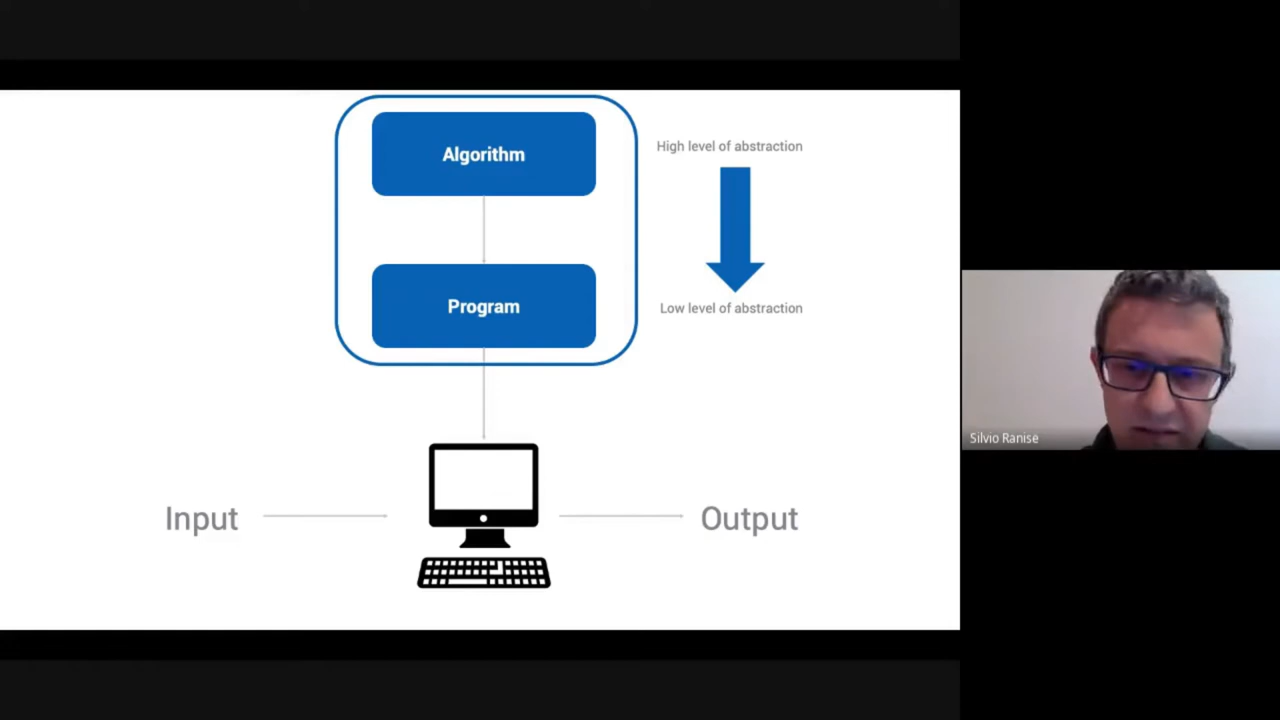 Algorithm
High level of abstraction
Program
Low level of abstraction
Input
Output
Silvio Ranise